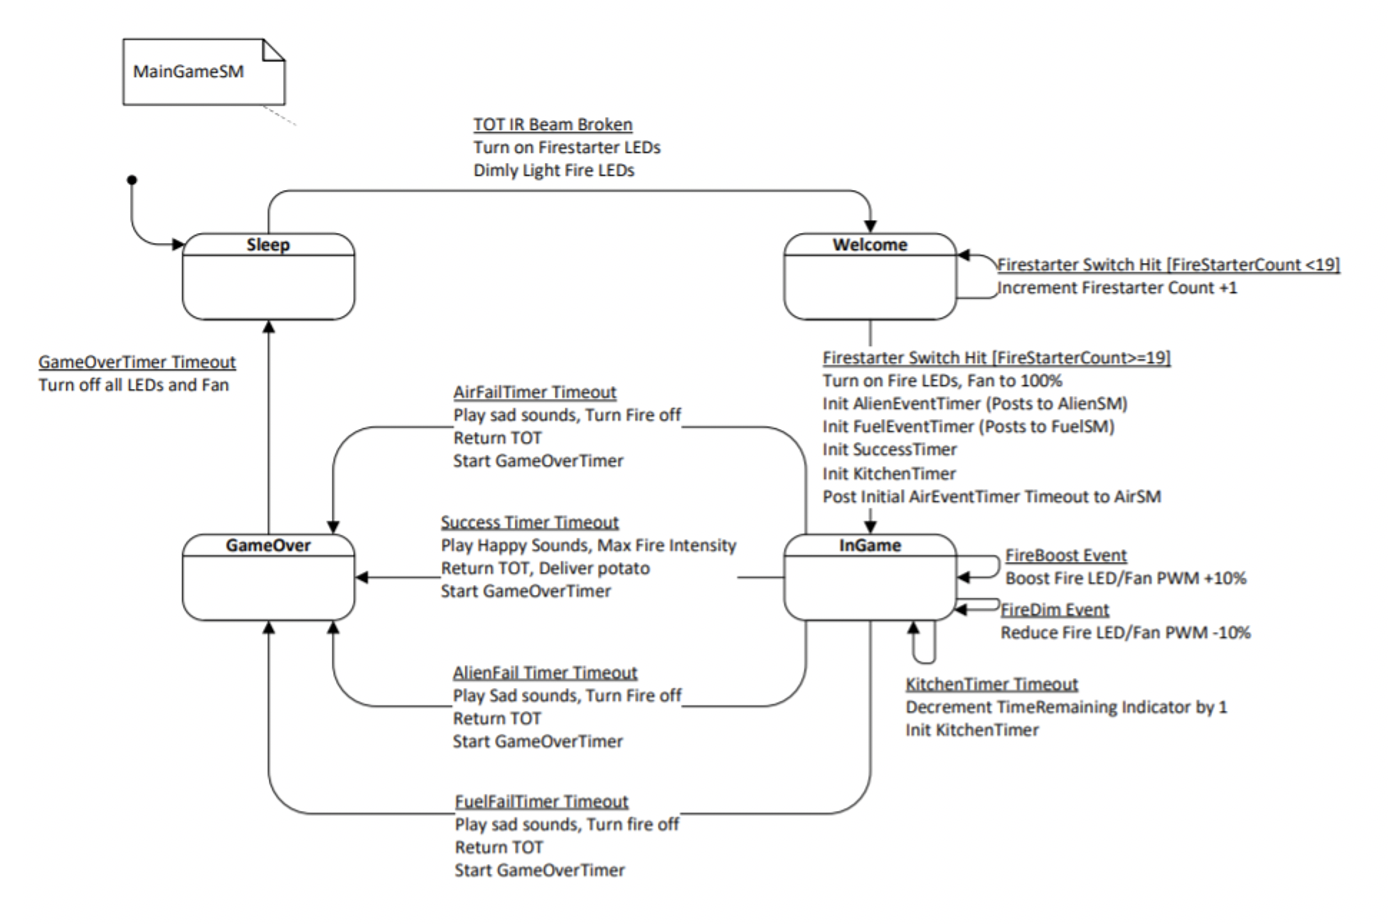 MainGameSM
TOT IR Beam Broken
Turn on Firestarter LEDs
Dimly Light Fire LEDs
Sleep
Welcome
Firestarter Switch Hit [FireStarterCount <19]
Increment Firestarter Count +1
GameOverTimer Timeout
Turn off all LEDs and Fan
Firestarter Switch Hit [FireStarterCount>=19]
Turn on Fire LEDs, Fan to 100%
Init AlienEventTimer (Posts to AlienSM)
Init FuelEventTimer (Posts to FuelSM)
Init SuccessTimer
Init KitchenTimer
Post Initial AirEventTimer Timeout to AirSM
AirFailTimer Timeout
Play sad sounds, Turn Fire off
Return TOT
Start GameOverTimer
Success Timer Timeout
Play Happy Sounds, Max Fire Intensity
Return TOT, Deliver potato
Start GameOverTimer
GameOver
InGame
FireBoost Event
Boost Fire LED/Fan PWM +10%
FireDim Event
Reduce Fire LED/Fan PWM -10%
KitchenTimer Timeout
Decrement TimeRemaining Indicator by 1
Init KitchenTimer
AlienFail Timer Timeout
Play Sad sounds, Turn Fire off
Return TOT
Start GameOverTimer
FuelFailTimer Timeout
Play sad sounds, Turn fire off
Return TOT
Start GameOverTimer